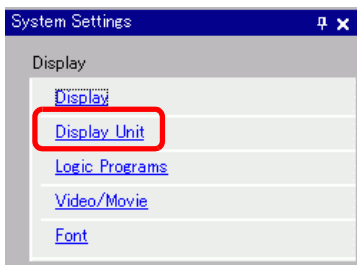 System Settings
Display
Display
Display Unit
Logic Programs
Video/Movie
Font